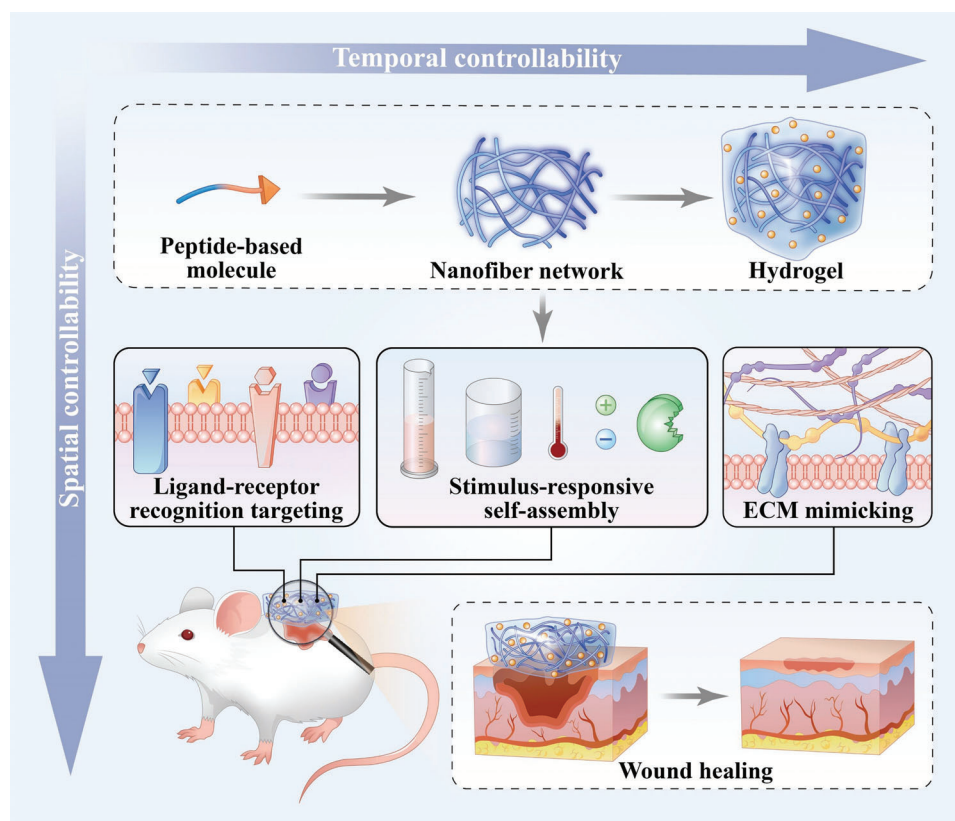 Temporal controllability
Spatial controllability
Peptide-based
molecule
Nanofiber network
Hydrogel
Ligand-receptor
recognition targeting
Stimulus-responsive
self-assembly
+
−
ECM mimicking
Wound healing